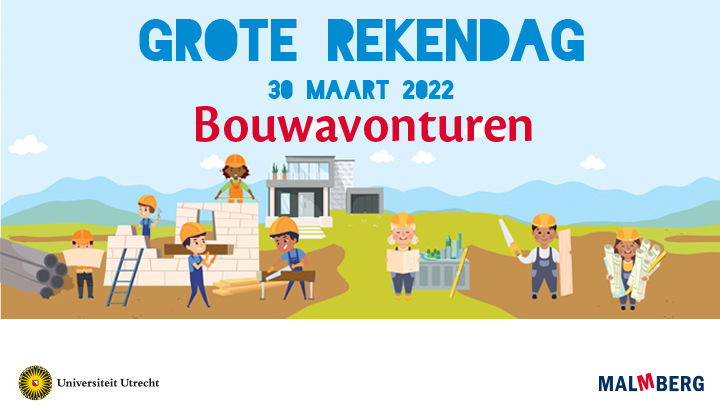 GROTE REKENDAG
30 MAART 2022
Bouwavonturen
Universiteit Utrecht
MALMBERG